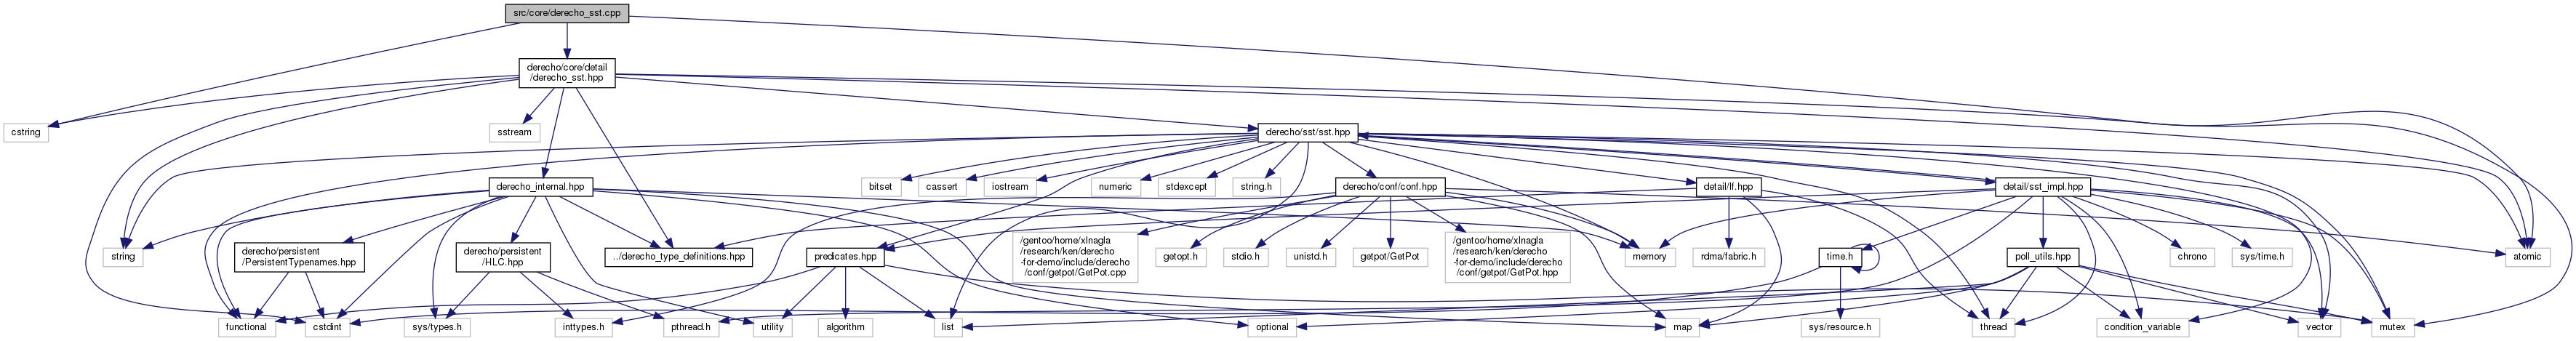 src/core/derecho_sst.cpp
derecho/core/detail
/derecho_sst.hpp
cstring
sstream
derecho/sst/sst.hpp
derecho_internal.hpp
bitset
cassert
iostream
numeric
stdexcept
string.h
derecho/conf/conf.hpp
detail/lf.hpp
detail/sst_impl.hpp
string
derecho/persistent
/PersistentTypenames.hpp
derecho/persistent
/HLC.hpp
../derecho_type_definitions.hpp
predicates.hpp
/gentoo/home/xlnagla
/research/ken/derecho
-for-demo/include/derecho
/conf/getpot/GetPot.cpp
getopt.h
stdio.h
unistd.h
getpot/GetPot
/gentoo/home/xlnagla
/research/ken/derecho
-for-demo/include/derecho
/conf/getpot/GetPot.hpp
memory
rdma/fabric.h
time.h
poll_utils.hpp
chrono
sys/time.h
atomic
functional
cstdint
sys/types.h
inttypes.h
pthread.h
utility
algorithm
list
optional
map
sys/resource.h
thread
condition_variable
vector
mutex